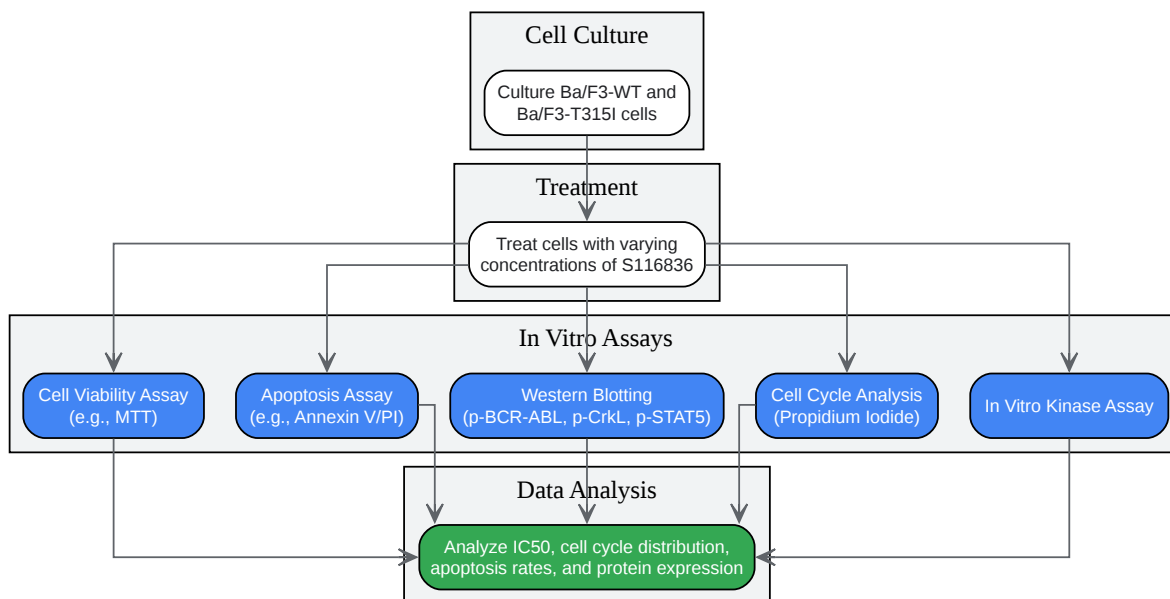 Cell Culture
Culture Ba/F3-WT and
Ba/F3-T315I cells
Treatment
Treat cells with varying
concentrations of S116836
In Vitro Assays
Cell Viability Assay
(e.g., MTT)
Apoptosis Assay
(e.g., Annexin V/PI)
Western Blotting
(p-BCR-ABL, p-CrkL, p-STAT5)
Cell Cycle Analysis
(Propidium Iodide)
In Vitro Kinase Assay
Data Analysis
Analyze IC50, cell cycle distribution,
apoptosis rates, and protein expression